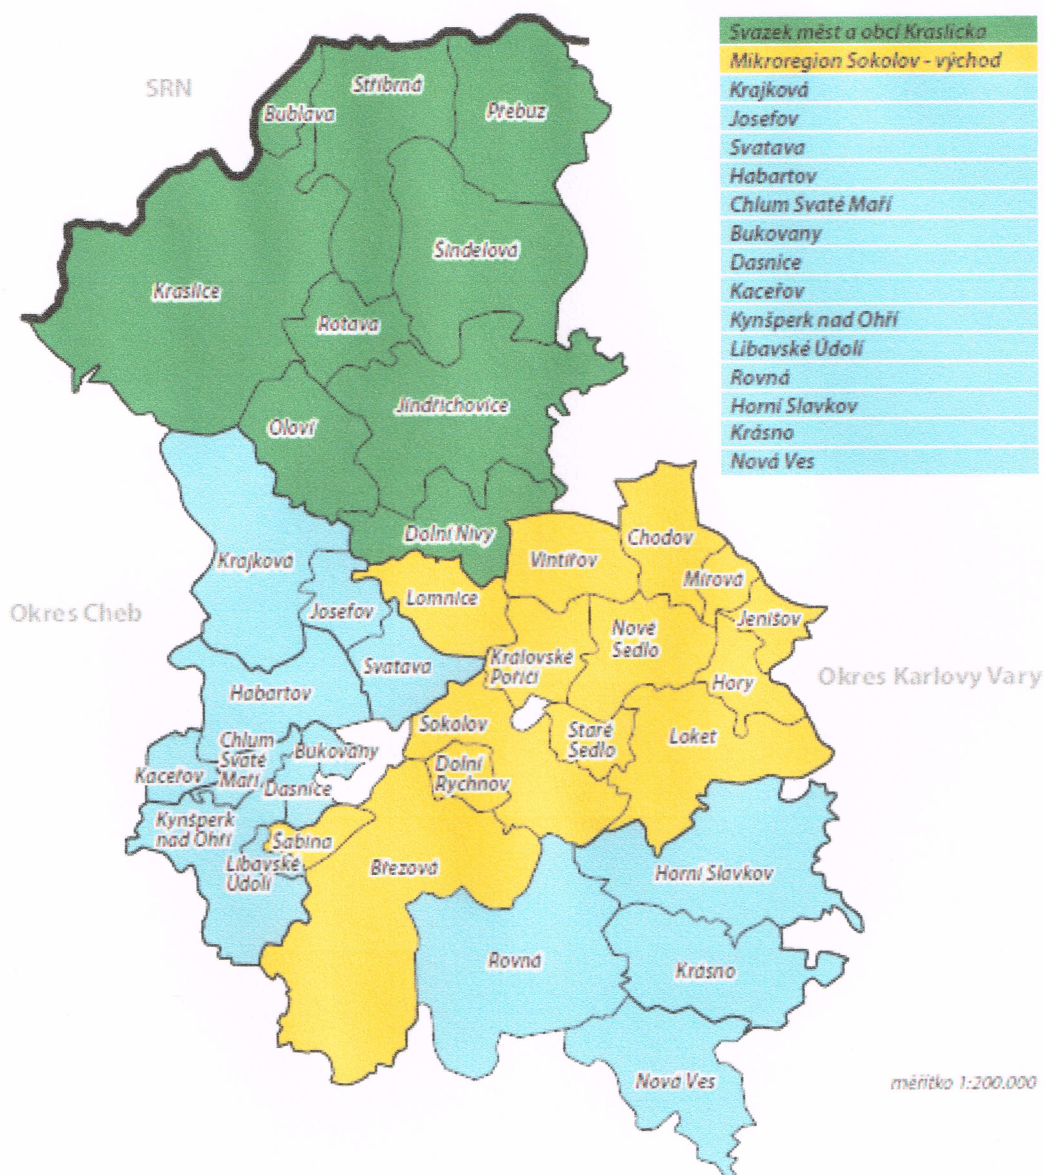 Svazek měst a obcí Kraslicka
Mikroregion Sokolov - východ
Krajková
Josefov
Svatava
Habartov
Chlum Svaté Maří
Bukovany
Dasnice
Kaceřov
Kynšperk nad Ohří
Libavské Údolí
Rovná
Horní Slavkov
Krásno
Nová Ves
SRN
Stříbrná
Bublava
Přebuz
Šindelová
Kraslice
Rotava
Jindřichovice
Oloví
Dolní Nivy
Chodov
Vintířov
Krajková
Mírová
Lomnice
Okres Cheb
Josefov
Jenišov
Nové
Sedlo
Královské
Poříčí
Svatava
Okres Karlovy Vary
Hory
Habartov
Sokolov
Staré
Sedlo
Loket
Chlum
Svaté
Maří
Bukovany
Dolní
Rychnov
Kaceřov
Dasnice
Kynšperk
nad Ohří
Šabina
Libavské
Údolí
Březová
Horní Slavkov
Rovná
Krásno
Nová Ves
měřítko 1:200.000